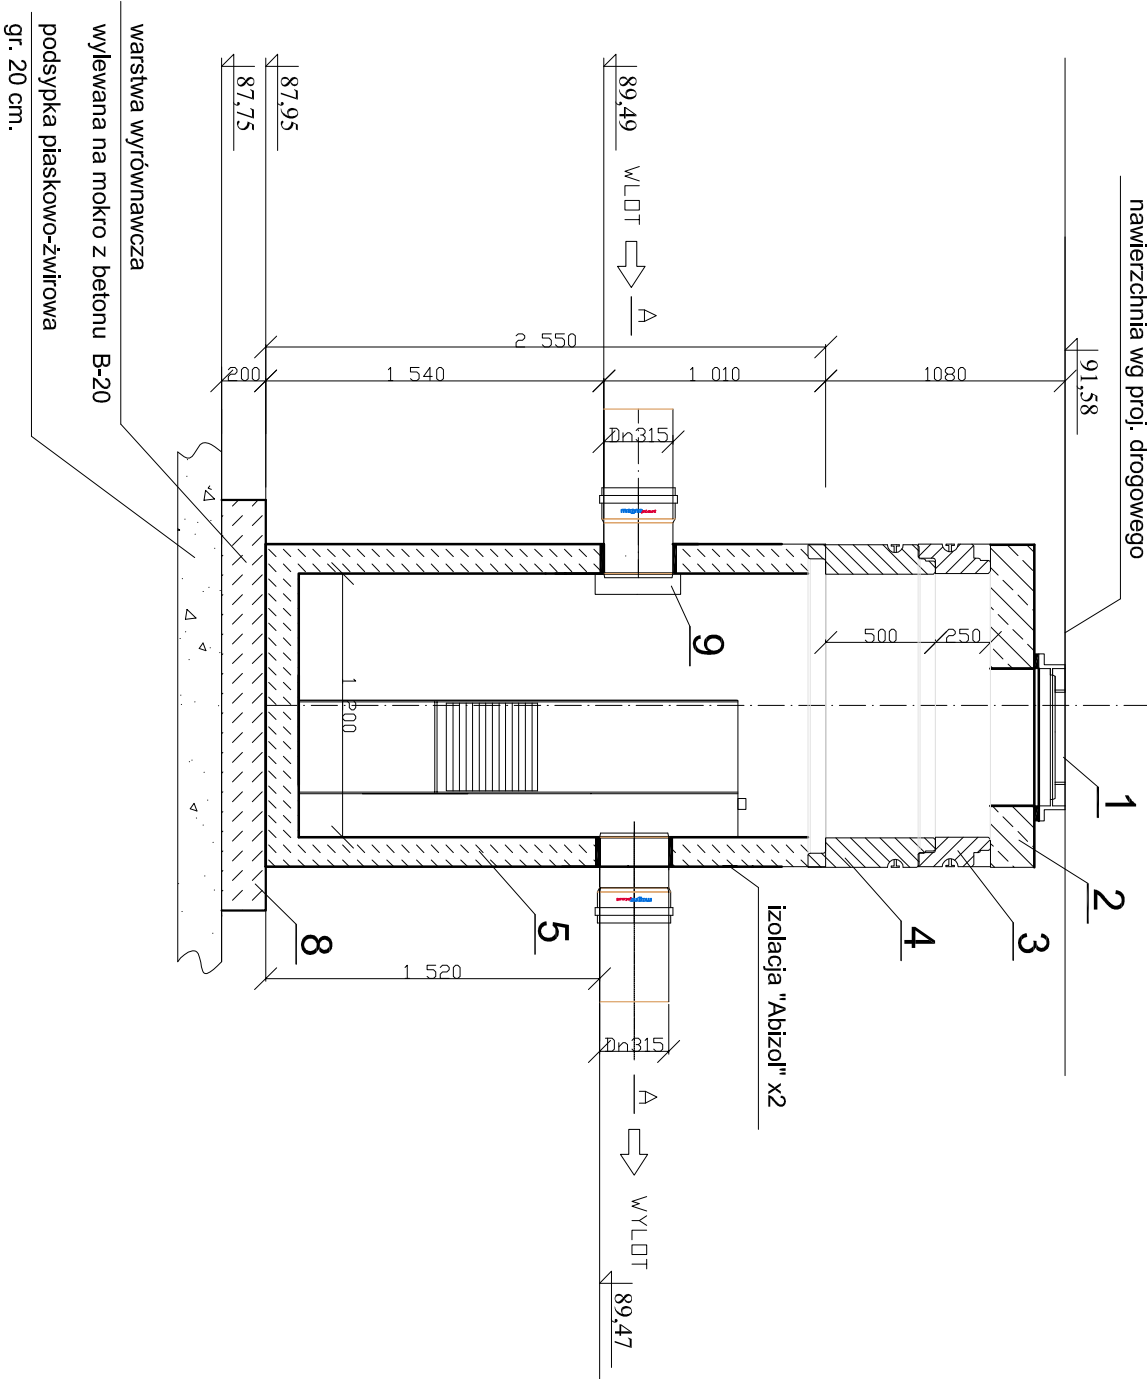 nawierzchnia wg proj. drogowego
91,58
1080
1 010
2 550
1 540
200
89,49
WLOT
A
Dn315
87,95
87,75
warstwa wyrównawcza
wylewana na mokro z betonu B-20
podsypka piaskowo-żwirowa
gr. 20 cm.
250
500
1 200
1
2
3
4
5
8
9
izolacja "Abizol" x2
1 520
Dn315
A
WYLOT
89,47